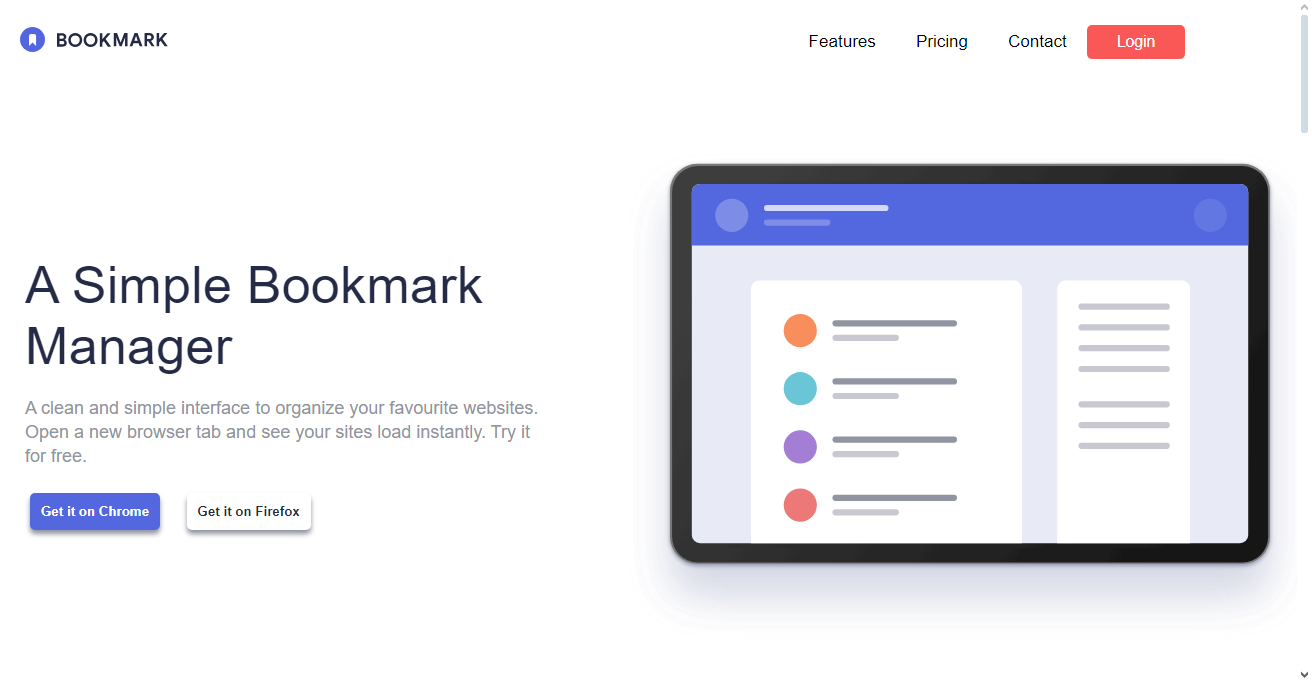 BOOKMARK
Features
Pricing
Contact
Login
A Simple Bookmark
Manager
A clean and simple interface to organize your favourite websites.
Open a new browser tab and see your sites load instantly. Try it
for free.
Get it on Chrome
Get it on Firefox